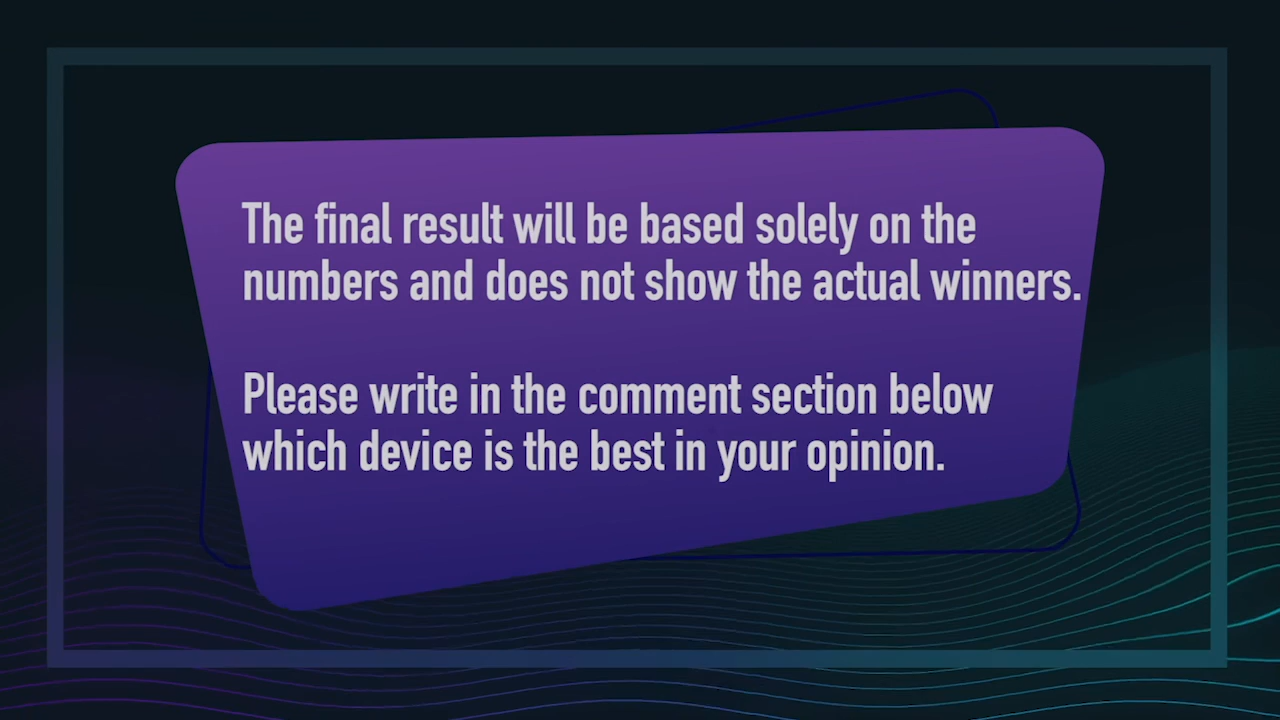 The final result will be based solely on the
numbers and does not show the actual winners.
Please write in the comment section below
which device is the best in your opinion.